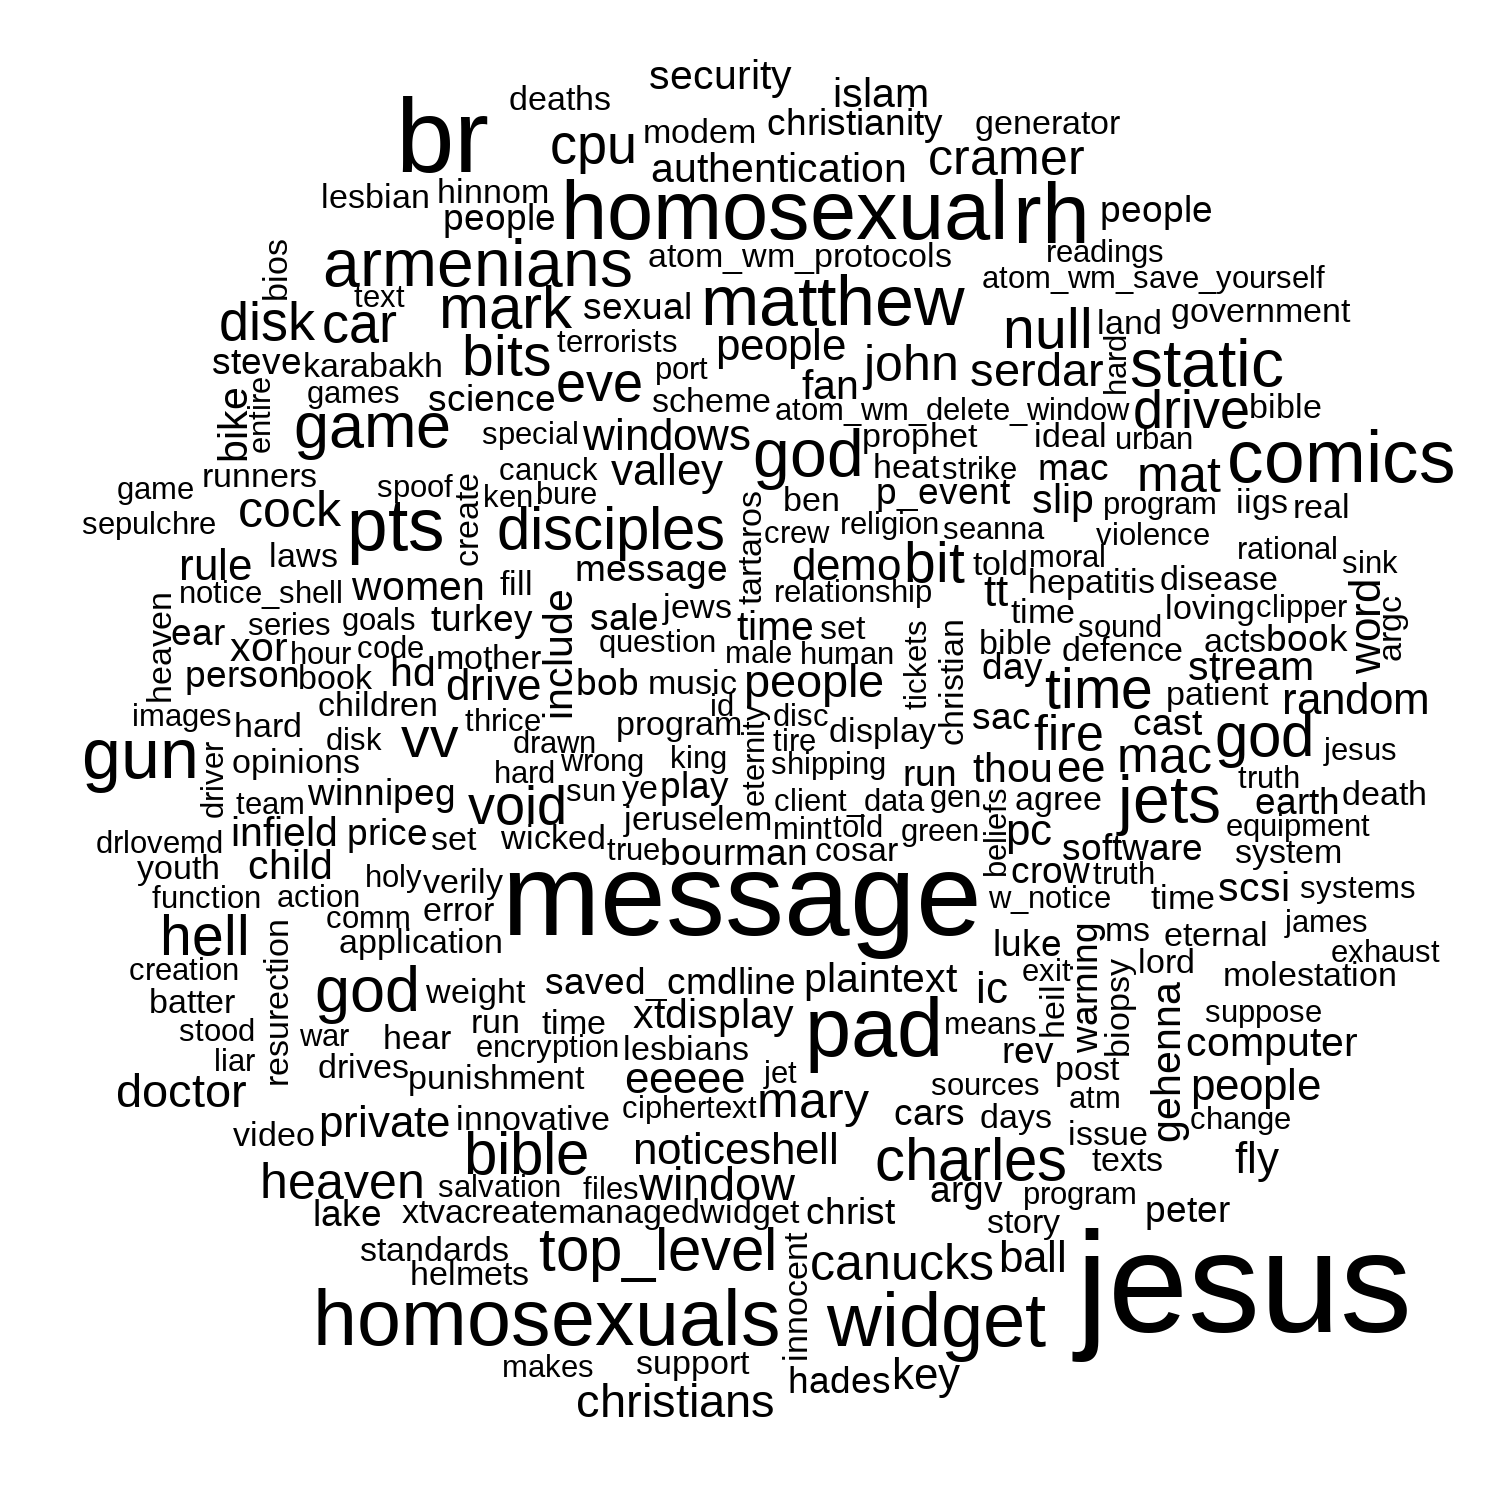 security
deaths
islam
br
cpu
modem
christianity
generator
authentication
cramer
lesbian
hinnom
people
homosexual
rh
people
bios
armenians
atom_wm_protocols
readings
atom_wm_save_yourself
text
mark
sexual
matthew
disk
car
null
land
government
steve
karabakh
bits
terrorists
people
port
john
serdar
hard
static
bike
entire
games
science
eve
scheme
fan
atom_wm_delete_window
drive
bible
game
special
windows
god
prophet
ideal
urban
comics
runners
canuck
valley
heat
strike
mac
mat
game
spoof
create
ken
bure
ben
p_event
slip
program
iigs
real
sepulchre
cock
pts
disciples
tartaros
crew
religion
seanna
violence
rational
sink
rule
laws
message
demo
bit
told
moral
hepatitis
disease
notice_shell
women
fill
relationship
tt
heaven
ear
series
goals
turkey
include
sale
jews
time
set
time
sound
loving
clipper
word
argc
xor
hour
code
mother
question
male
human
tickets
christian
bible
defence
acts
book
person
book
hd
drive
bob
music
people
day
stream
images
hard
children
thrice
program
id
disc
display
sac
time
patient
random
gun
driver
opinions
disk
vv
drawn
wrong
king
eternity
tire
shipping
run
thou
fire
ee
cast
mac
god
jesus
team
winnipeg
hard
void
sun
ye
play
client_data
gen
agree
jets
truth
earth
death
drlovemd
infield
price
set
wicked
jeruselem
mint
told
green
beliefs
pc
software
equipment
system
youth
child
true
bourman
cosar
crow
truth
function
action
holy
verily
message
w_notice
time
scsi
systems
hell
resurection
comm
error
application
luke
warning
ms
eternal
james
exhaust
creation
god
weight
saved_cmdline
plaintext
ic
exit
lord
molestation
batter
stood
war
hear
run
time
xtdisplay
pad
means
heil
biopsy
gehenna
suppose
liar
drives
encryption
lesbians
rev
computer
doctor
punishment
eeeee
jet
sources
post
people
video
private
innovative
ciphertext
mary
cars
days
atm
change
issue
heaven
bible
noticeshell
charles
texts
fly
salvation
files
window
argv
program
lake
xtvacreatemanagedwidget
christ
story
peter
standards
helmets
top_level
innocent
canucks
ball
jesus
homosexuals
widget
makes
support
hades
key
christians